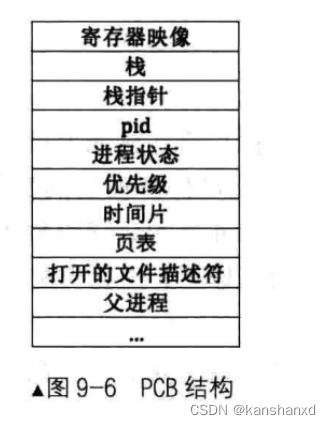 寄存器映像
栈
栈指针
pid
进程状态
优先级
时间片
页表
打开的文件描述符
父进程
...
▲图 9-6 PCB 结构
CSDN @kanshanxd